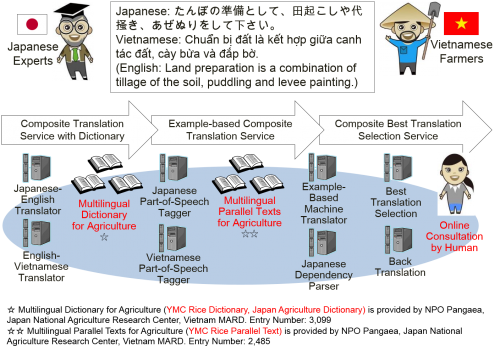 Japanese: たんぼの準備として、田起こしや代
掻き、あぜぬりをして下さい。
Vietnamese: Chuẩn bị đất là kết hợp giữa canh
tác đất, cày bừa và đắp bờ.
(English: Land preparation is a combination of
tillage of the soil, puddling and levee painting.)
Japanese
Experts
Vietnamese
Farmers
Composite Translation
Service with Dictionary
Example-based Composite
Translation Service
Composite Best Translation
Selection Service
Japanese-
English
Translator
Multilingual
Dictionary
for Agriculture
☆
Japanese
Part-of-Speech
Tagger
Multilingual
Parallel Texts
for Agriculture
☆☆
Example-
Based
Machine
Translator
Best
Translation
Selection
Online
Consultation
by Human
English-
Vietnamese
Translator
Vietnamese
Part-of-Speech
Tagger
Japanese
Dependency
Parser
Back
Translation
☆ Multilingual Dictionary for Agriculture (YMC Rice Dictionary, Japan Agriculture Dictionary) is provided by NPO Pangaea,
Japan National Agriculture Research Center, Vietnam MARD. Entry Number: 3,099
☆☆ Multilingual Parallel Texts for Agriculture (YMC Rice Parallel Text) is provided by NPO Pangaea, Japan National
Agriculture Research Center, Vietnam MARD. Entry Number: 2,485